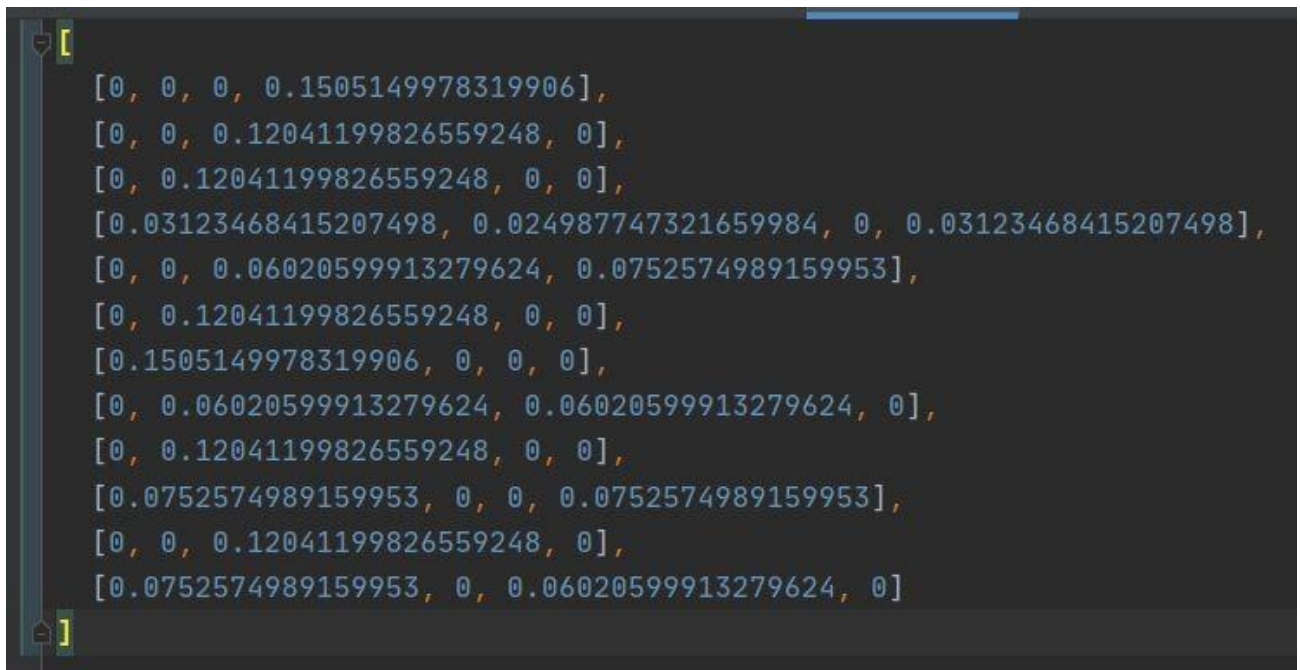 [
[0, 0, 0, 0.1505149978319906],
[0, 0, 0.12041199826559248, 0],
[0, 0.12041199826559248, 0, 0],
[0.03123468415207498, 0.024987747321659984, 0, 0.03123468415207498],
[0, 0, 0.06020599913279624, 0.0752574989159953],
[0, 0.12041199826559248, 0, 0],
[0.1505149978319906, 0, 0, 0],
[0, 0.06020599913279624, 0.06020599913279624, 0],
[0, 0.12041199826559248, 0, 0],
[0.0752574989159953, 0, 0, 0.0752574989159953],
[0, 0, 0.12041199826559248, 0],
[0.0752574989159953, 0, 0.06020599913279624, 0]
]